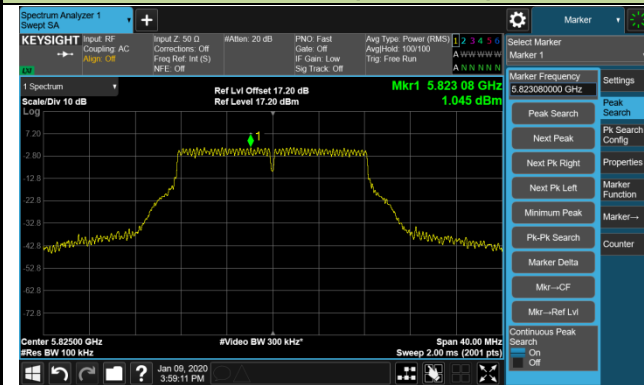 Spectrum Analyzer 1
Swept SA
Marker
KEYSIGHT
Input: RF
Coupling: AC
Align: Off
Input Z: 50 Ω
Corrections: Off
Freq Ref: Int (S)
NFE: Off
#Atten: 20 dB
PNO: Fast
Gate: Off
IF Gain: Low
Sig Track: Off
Avg Type: Power (RMS)
Avg|Hold: 100/100
Trig: Free Run
1 2 3 4 5 6
A W W W W W
A N N N N N
LXI
Select Marker
Marker 1
1 Spectrum
Scale/Div 10 dB
Log
Ref Lvl Offset 17.20 dB
Ref Level 17.20 dBm
Mkr1 5.823 08 GHz
1.045 dBm
7.20
-2.80
-12.8
-22.8
-32.8
-42.8
-52.8
-62.8
-72.8
1
Center 5.82500 GHz
#Res BW 100 kHz
#Video BW 300 kHz*
Span 40.00 MHz
Sweep 2.00 ms (2001 pts)
Marker Frequency
5.823080000 GHz
Peak Search
Next Peak
Next Pk Right
Next Pk Left
Minimum Peak
Pk-Pk Search
Marker Delta
Mkr→CF
Mkr→Ref Lvl
Continuous Peak
Search
On
Off
Settings
Peak
Search
Pk Search
Config
Properties
Marker
Function
Marker→
Counter
Jan 09, 2020
3:59:11 PM